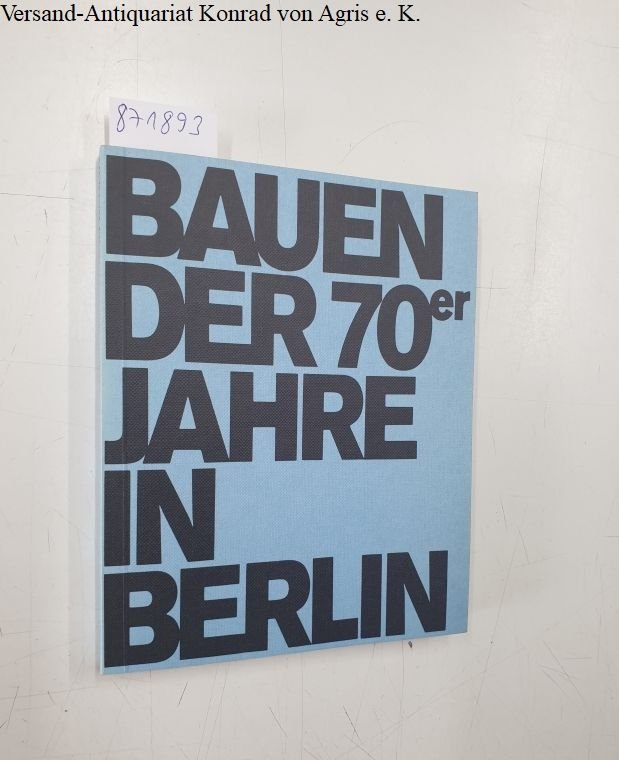 Versand-Antiquariat Konrad von Agris e. K.
871893
BAUEN
DER 70er
JAHRE
IN
BERLIN